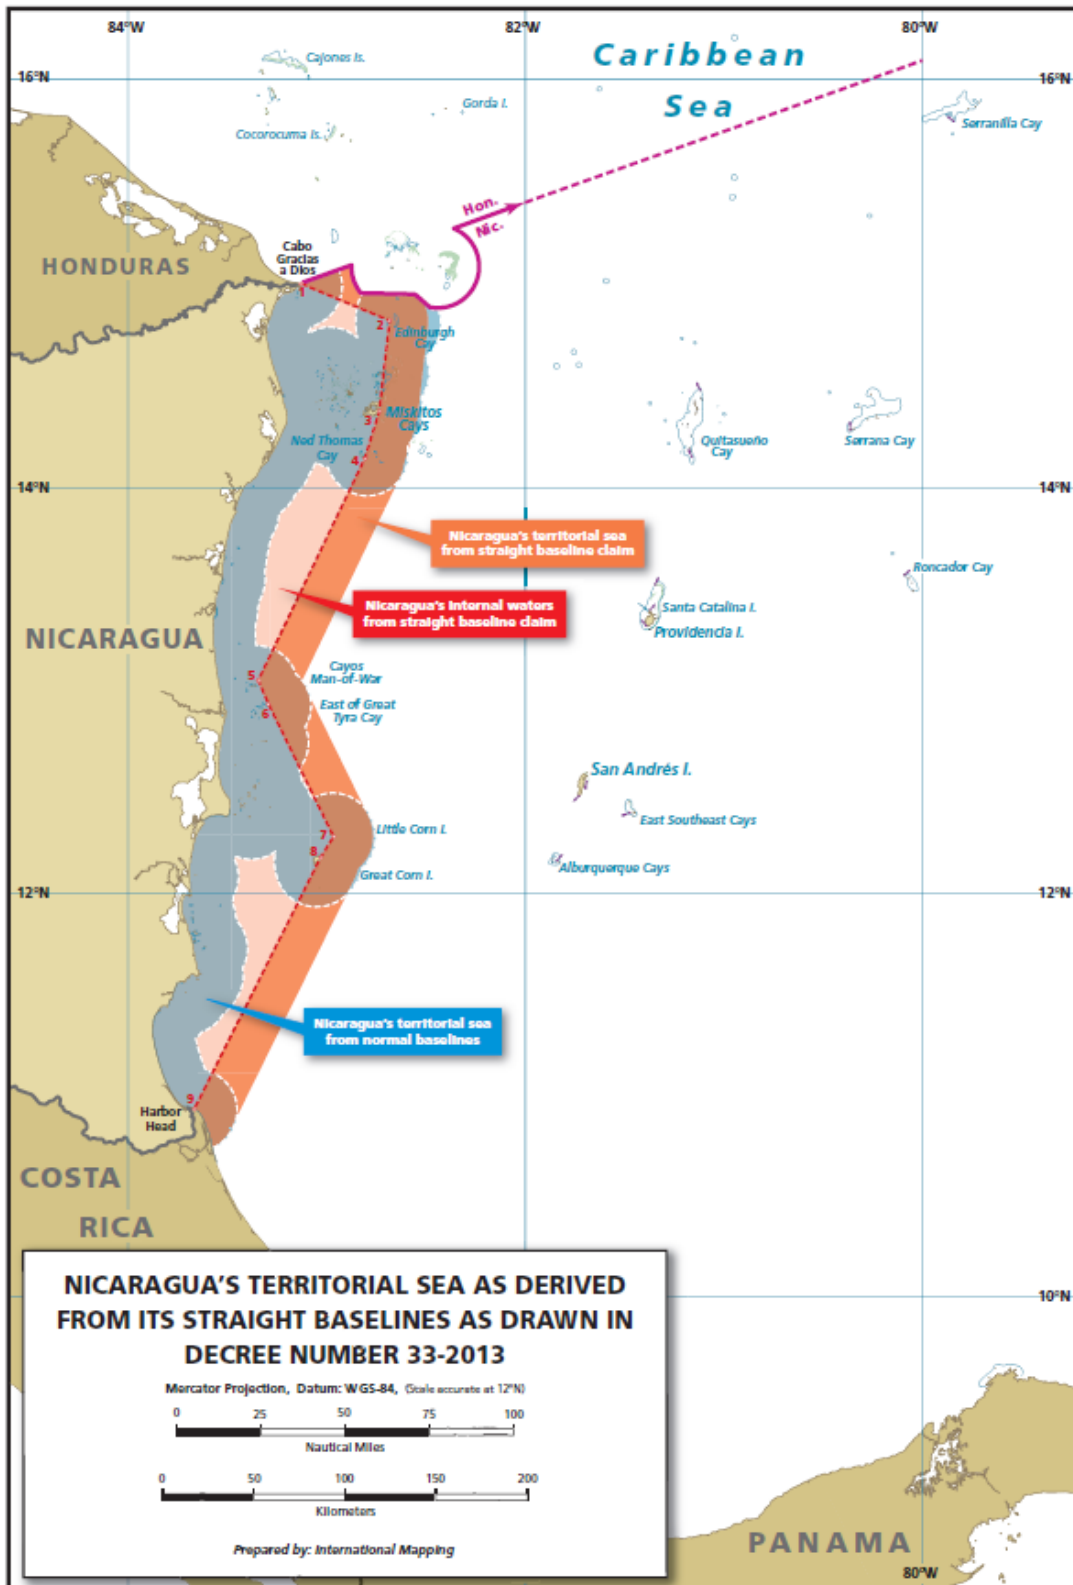 84°W
82°W
80°W
Caribbean
Sea
16°N
16°N
Cajones Is.
Gorda I.
Cocorocuma Is.
Serranilla Cay
Hon.
Nic.
Cabo
Gracias
a Dios
HONDURAS
1
2
Edinburgh
Cay
3
Miskitos
Cays
Ned Thomas
Cay
4
Quitasueño
Cay
Serrana Cay
14°N
14°N
Nicaragua's territorial sea
from straight baseline claim
Roncador Cay
Nicaragua's internal waters
from straight baseline claim
Santa Catalina I.
Providencia I.
NICARAGUA
5
Cayos
Man-of-War
6
East of Great
Tyra Cay
San Andrés I.
East Southeast Cays
7
Little Corn I.
8
Great Corn I.
Alburquerque Cays
12°N
12°N
Nicaragua's territorial sea
from normal baselines
9
Harbor
Head
COSTA
RICA
10°N
NICARAGUA'S TERRITORIAL SEA AS DERIVED
FROM ITS STRAIGHT BASELINES AS DRAWN IN
DECREE NUMBER 33-2013
Mercator Projection, Datum: WGS-84, (Scale accurate at 12°N)
0 25 50 75 100
Nautical Miles
0 50 100 150 200
Kilometers
Prepared by: International Mapping
PANAMA
80°W